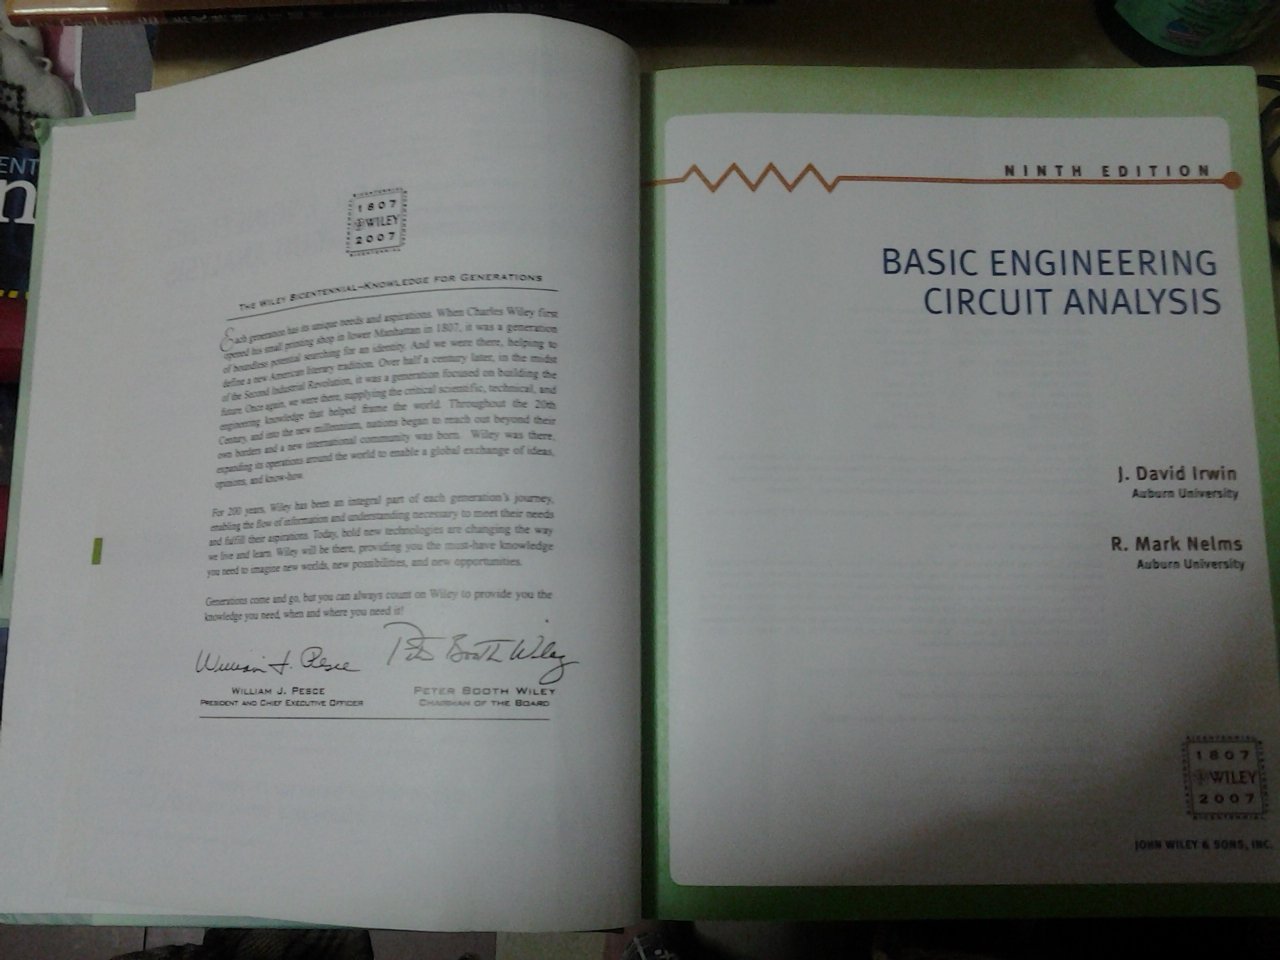 1807
WILEY
2007
BICENTENNIAL
THE WILEY BICENTENNIAL–KNOWLEDGE FOR GENERATIONS
Each generation has its unique needs and aspirations. When Charles Wiley first
opened his small printing shop in lower Manhattan in 1807, it was a generation
of boundless potential searching for an identity. And we were there, helping to
define a new American literary tradition. Over half a century later, in the midst
of the Second Industrial Revolution, it was a generation focused on building the
future. Once again, we were there, supplying the critical scientific, technical, and
engineering knowledge that helped frame the world. Throughout the 20th
Century, and into the new millennium, nations began to reach out beyond their
own borders and a new international community was born. Wiley was there,
expanding its operations around the world to enable a global exchange of ideas,
opinions, and know-how.
For 200 years, Wiley has been an integral part of each generation's journey,
enabling the flow of information and understanding necessary to meet their needs
and fulfill their aspirations. Today, bold new technologies are changing the way
we live and learn. Wiley will be there, providing you the must-have knowledge
you need to imagine new worlds, new possibilities, and new opportunities.
Generations come and go, but you can always count on Wiley to provide you the
knowledge you need, when and where you need it!
William J. Pesce Peter Booth Wiley
WILLIAM J. PESCE PETER BOOTH WILEY
PRESIDENT AND CHIEF EXECUTIVE OFFICER CHAIRMAN OF THE BOARD
NINTH EDITION
BASIC ENGINEERING
CIRCUIT ANALYSIS
J. David Irwin
Auburn University
R. Mark Nelms
Auburn University
BICENTENNIAL
1807
WILEY
2007
BICENTENNIAL
JOHN WILEY & SONS, INC.
ENT
n
Cooking